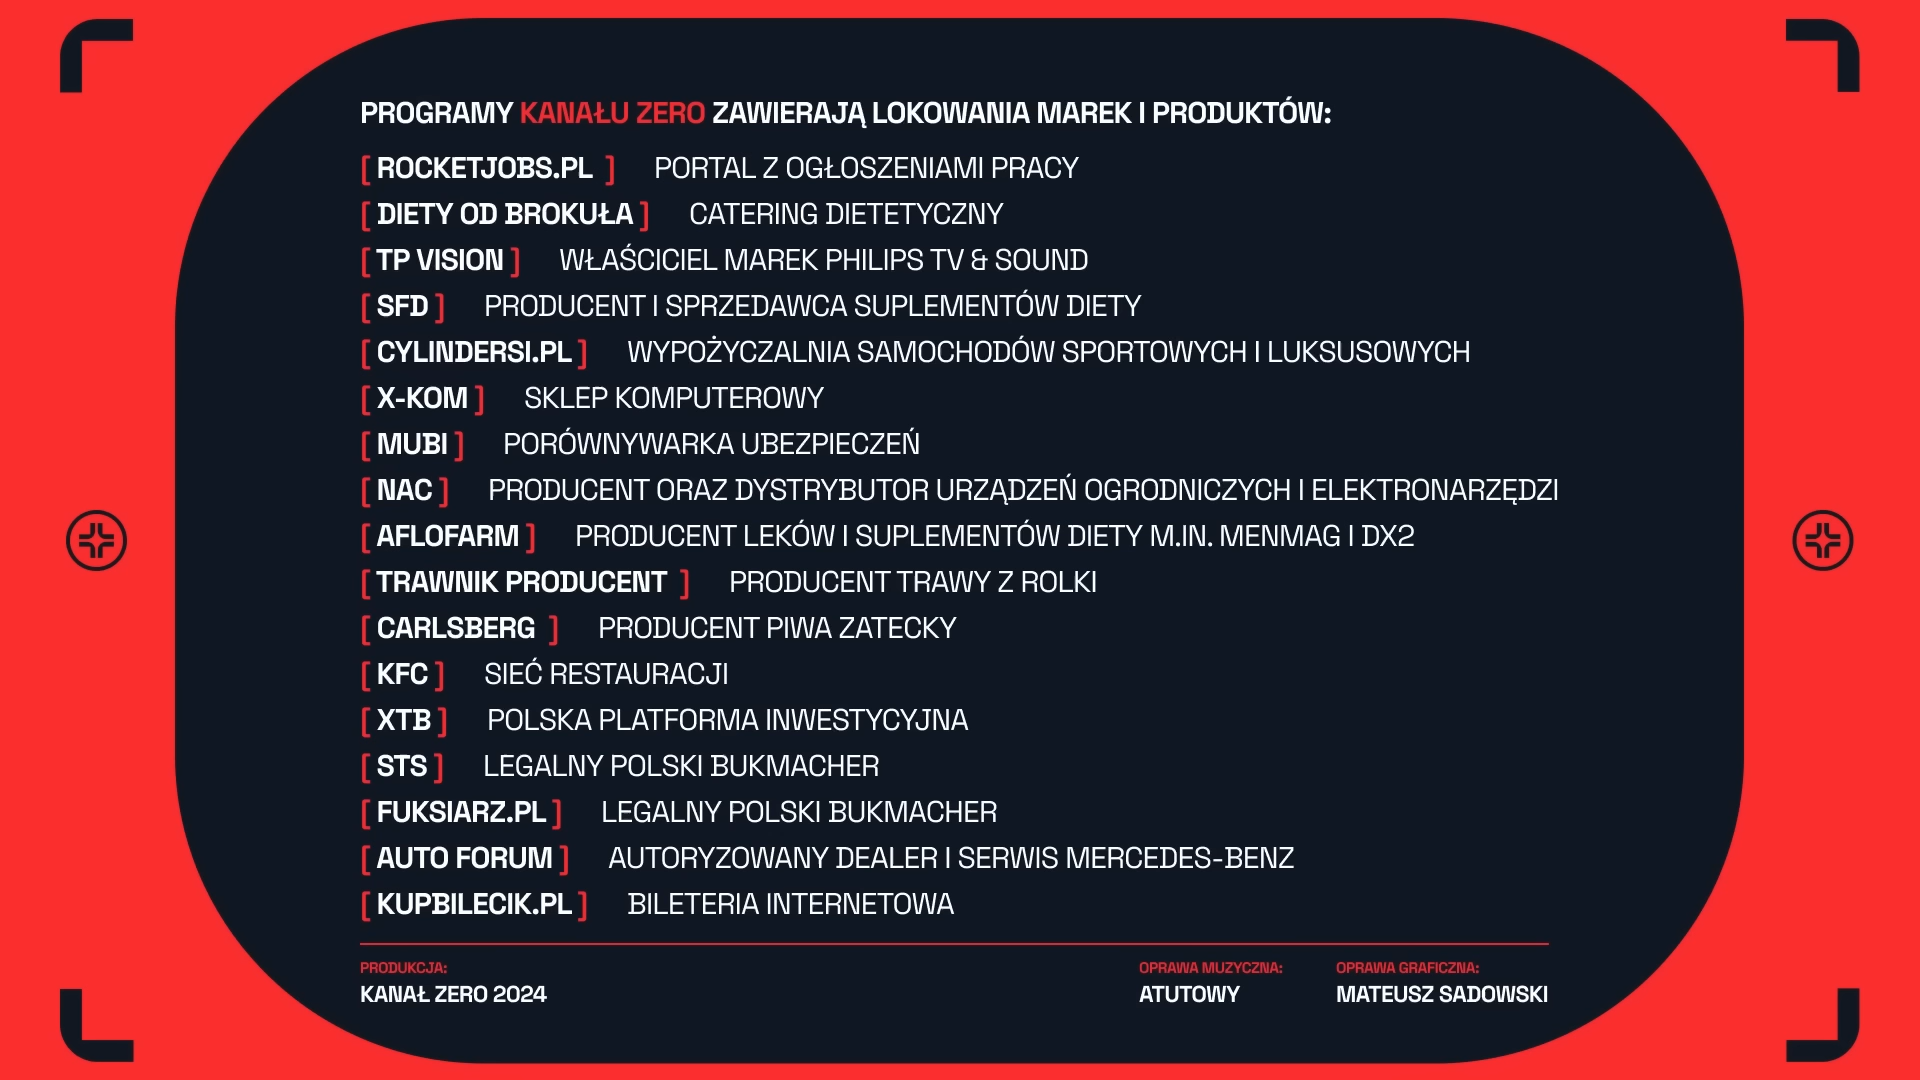 PROGRAMY KANAŁU ZERO ZAWIERAJĄ LOKOWANIA MAREK I PRODUKTÓW:
[ ROCKETJOBS.PL ] PORTAL Z OGŁOSZENIAMI PRACY
[ DIETY OD BROKUŁA ] CATERING DIETETYCZNY
[ TP VISION ] WŁAŚCICIEL MAREK PHILIPS TV & SOUND
[ SFD ] PRODUCENT I SPRZEDAWCA SUPLEMENTÓW DIETY
[ CYLINDERSI.PL ] WYPOŻYCZALNIA SAMOCHODÓW SPORTOWYCH I LUKSUSOWYCH
[ X-KOM ] SKLEP KOMPUTEROWY
[ MUBI ] PORÓWNYWARKA UBEZPIECZEŃ
[ NAC ] PRODUCENT ORAZ DYSTRYBUTOR URZĄDZEŃ OGRODNICZYCH I ELEKTRONARZĘDZI
[ AFLOFARM ] PRODUCENT LEKÓW I SUPLEMENTÓW DIETY M.IN. MENMAG I DX2
[ TRAWNIK PRODUCENT ] PRODUCENT TRAWY Z ROLKI
[ CARLSBERG ] PRODUCENT PIWA ZATECKY
[ KFC ] SIEĆ RESTAURACJI
[ XTB ] POLSKA PLATFORMA INWESTYCYJNA
[ STS ] LEGALNY POLSKI BUKMACHER
[ FUKSIARZ.PL ] LEGALNY POLSKI BUKMACHER
[ AUTO FORUM ] AUTORYZOWANY DEALER I SERWIS MERCEDES-BENZ
[ KUPBILECIK.PL ] BILETERIA INTERNETOWA
PRODUKCJA: OPRAWA MUZYCZNA: OPRAWA GRAFICZNA:
KANAŁ ZERO 2024 ATUTOWY MATEUSZ SADOWSKI